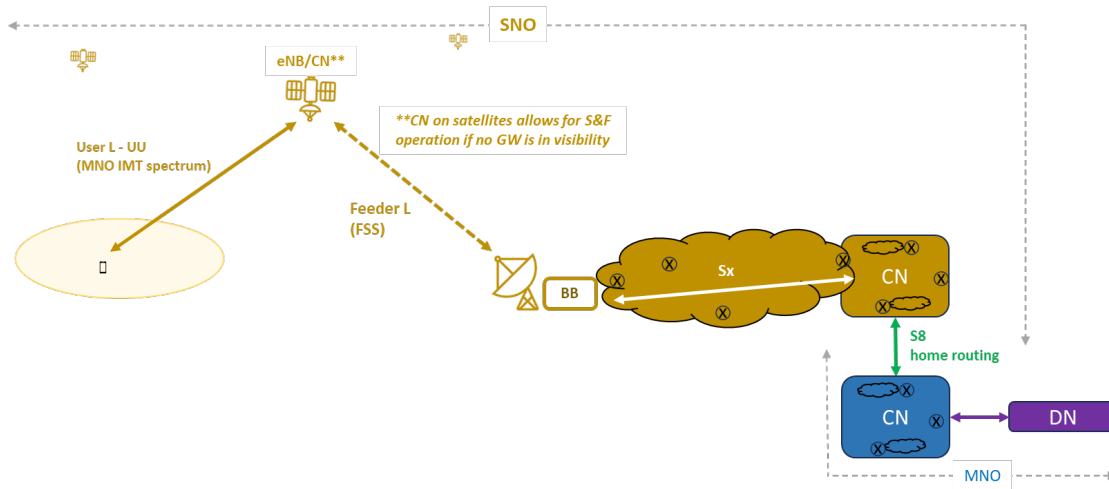 SNO
eNB/CN**
**CN on satellites allows for S&F
operation if no GW is in visibility
User L - UU
(MNO IMT spectrum)
Feeder L
(FSS)
BB
Sx
X
X
X
X
CN
X
X
X
S8
home routing
CN
X
X
X
DN
MNO